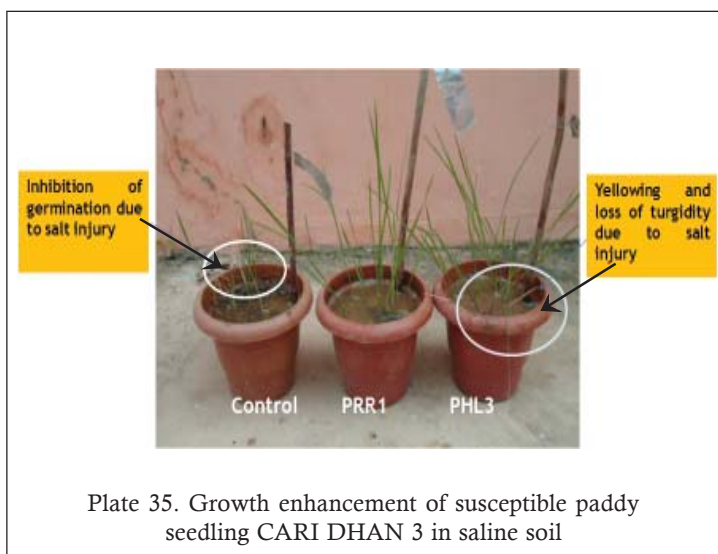 Inhibition of
germination due
to salt injury
Yellowing and
loss of turgidity
due to salt
injury
Control PRR1 PHL3
Plate 35. Growth enhancement of susceptible paddy
seedling CARI DHAN 3 in saline soil